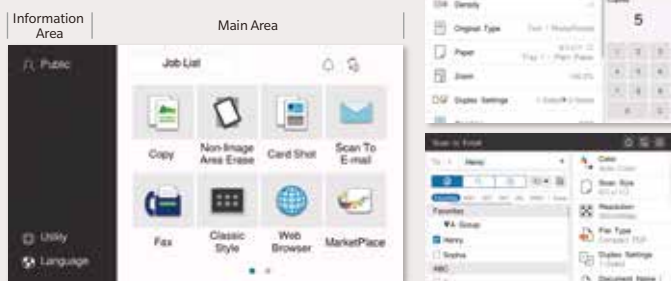 Information
Area
Main Area
Public
Job List
Copy
Non-Image
Area Erase
Card Shot
Scan To
E-mail
Fax
Classic
Style
Web
Browser
MarketPlace
Utility
Language
Density
5
Original Type
Paper
Zoom
Duplex Settings
Scan to Email
To
Henry
Favorites
A Group
Henry
Sophia
ABC
Color
Scan Size
Resolution
File Type
Compact PDF
Duplex Settings
Document Name